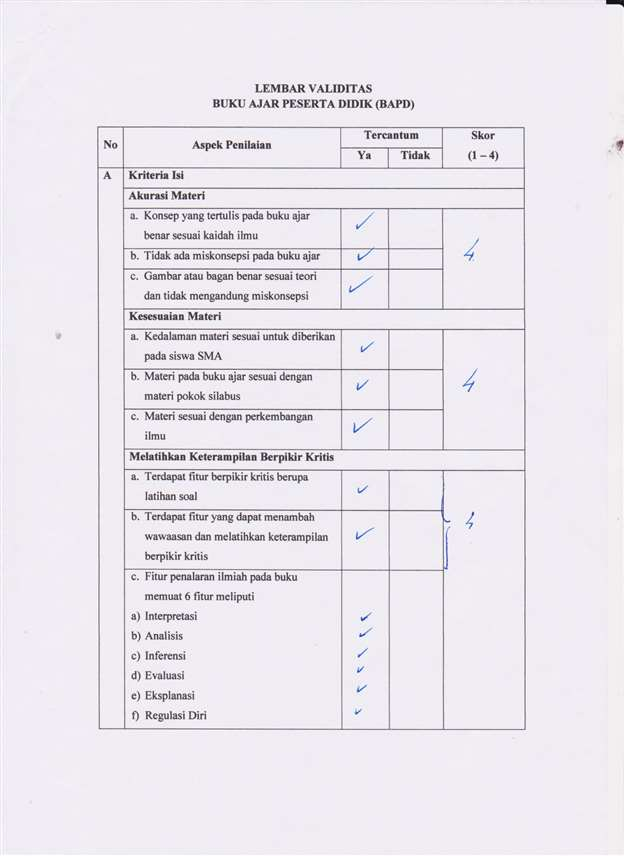 LEMBAR VALIDITAS
BUKU AJAR PESERTA DIDIK (BAPD)
No Aspek Penilaian Tercantum Skor
Ya Tidak (1 – 4)
A Kriteria Isi
Akurasi Materi
a. Konsep yang tertulis pada buku ajar ✓
benar sesuai kaidah ilmu
b. Tidak ada miskonsepsi pada buku ajar ✓ 4
c. Gambar atau bagan benar sesuai teori ✓
dan tidak mengandung miskonsepsi
Kesesuaian Materi
a. Kedalaman materi sesuai untuk diberikan ✓
pada siswa SMA
b. Materi pada buku ajar sesuai dengan ✓ 4
materi pokok silabus
c. Materi sesuai dengan perkembangan ✓
ilmu
Melatihkan Keterampilan Berpikir Kritis
a. Terdapat fitur berpikir kritis berupa ✓
latihan soal
b. Terdapat fitur yang dapat menambah
wawaasan dan melatihkan keterampilan ✓
berpikir kritis
c. Fitur penalaran ilmiah pada buku
memuat 6 fitur meliputi
a) Interpretasi ✓
b) Analisis ✓
c) Inferensi ✓
d) Evaluasi ✓
e) Eksplanasi ✓
f) Regulasi Diri ✓